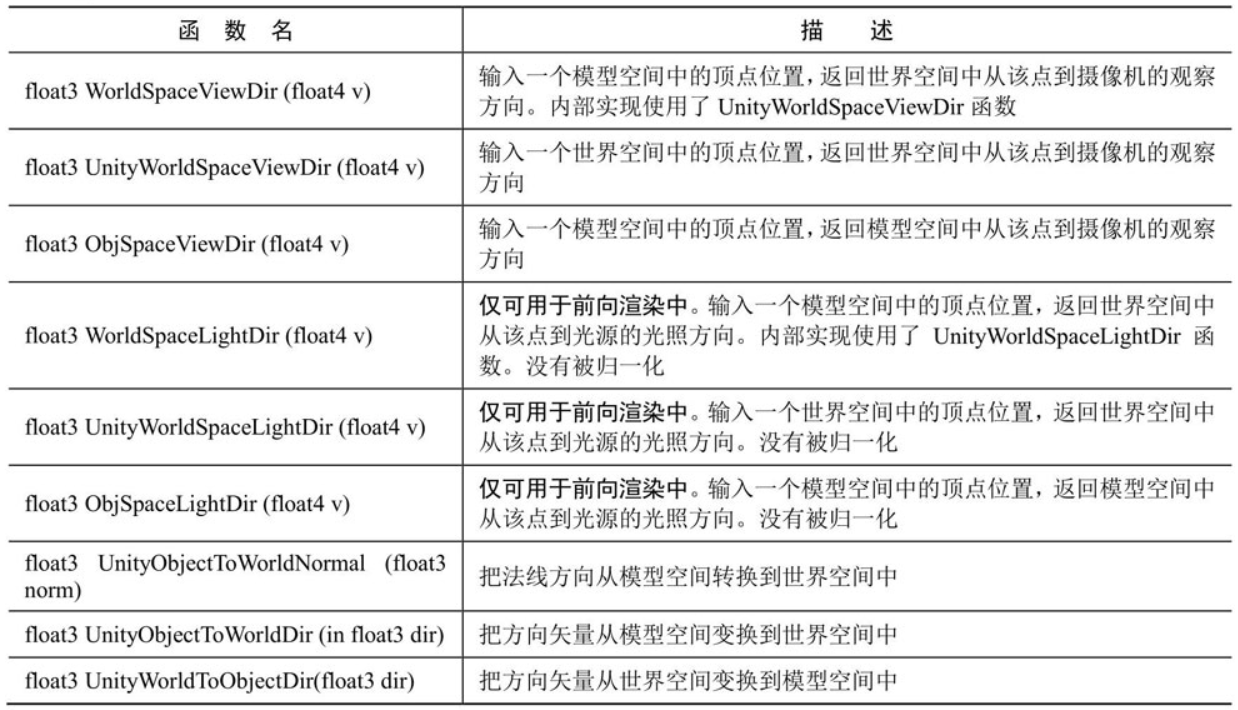 函 数 名
描 述
float3 WorldSpaceViewDir (float4 v)
输入一个模型空间中的顶点位置，返回世界空间中从该点到摄像机的观察
方向。内部实现使用了 UnityWorldSpaceViewDir 函数
float3 UnityWorldSpaceViewDir (float4 v)
输入一个世界空间中的顶点位置，返回世界空间中从该点到摄像机的观察
方向
float3 ObjSpaceViewDir (float4 v)
输入一个模型空间中的顶点位置，返回模型空间中从该点到摄像机的观察
方向
float3 WorldSpaceLightDir (float4 v)
仅可用于前向渲染中。输入一个模型空间中的顶点位置，返回世界空间中
从该点到光源的光照方向。内部实现使用了 UnityWorldSpaceLightDir 函
数。没有被归一化
float3 UnityWorldSpaceLightDir (float4 v)
仅可用于前向渲染中。输入一个世界空间中的顶点位置，返回世界空间中
从该点到光源的光照方向。没有被归一化
float3 ObjSpaceLightDir (float4 v)
仅可用于前向渲染中。输入一个模型空间中的顶点位置，返回模型空间中
从该点到光源的光照方向。没有被归一化
float3 UnityObjectToWorldNormal (float3
norm)
把法线方向从模型空间转换到世界空间中
float3 UnityObjectToWorldDir (in float3 dir)
把方向矢量从模型空间变换到世界空间中
float3 UnityWorldToObjectDir(float3 dir)
把方向矢量从世界空间变换到模型空间中